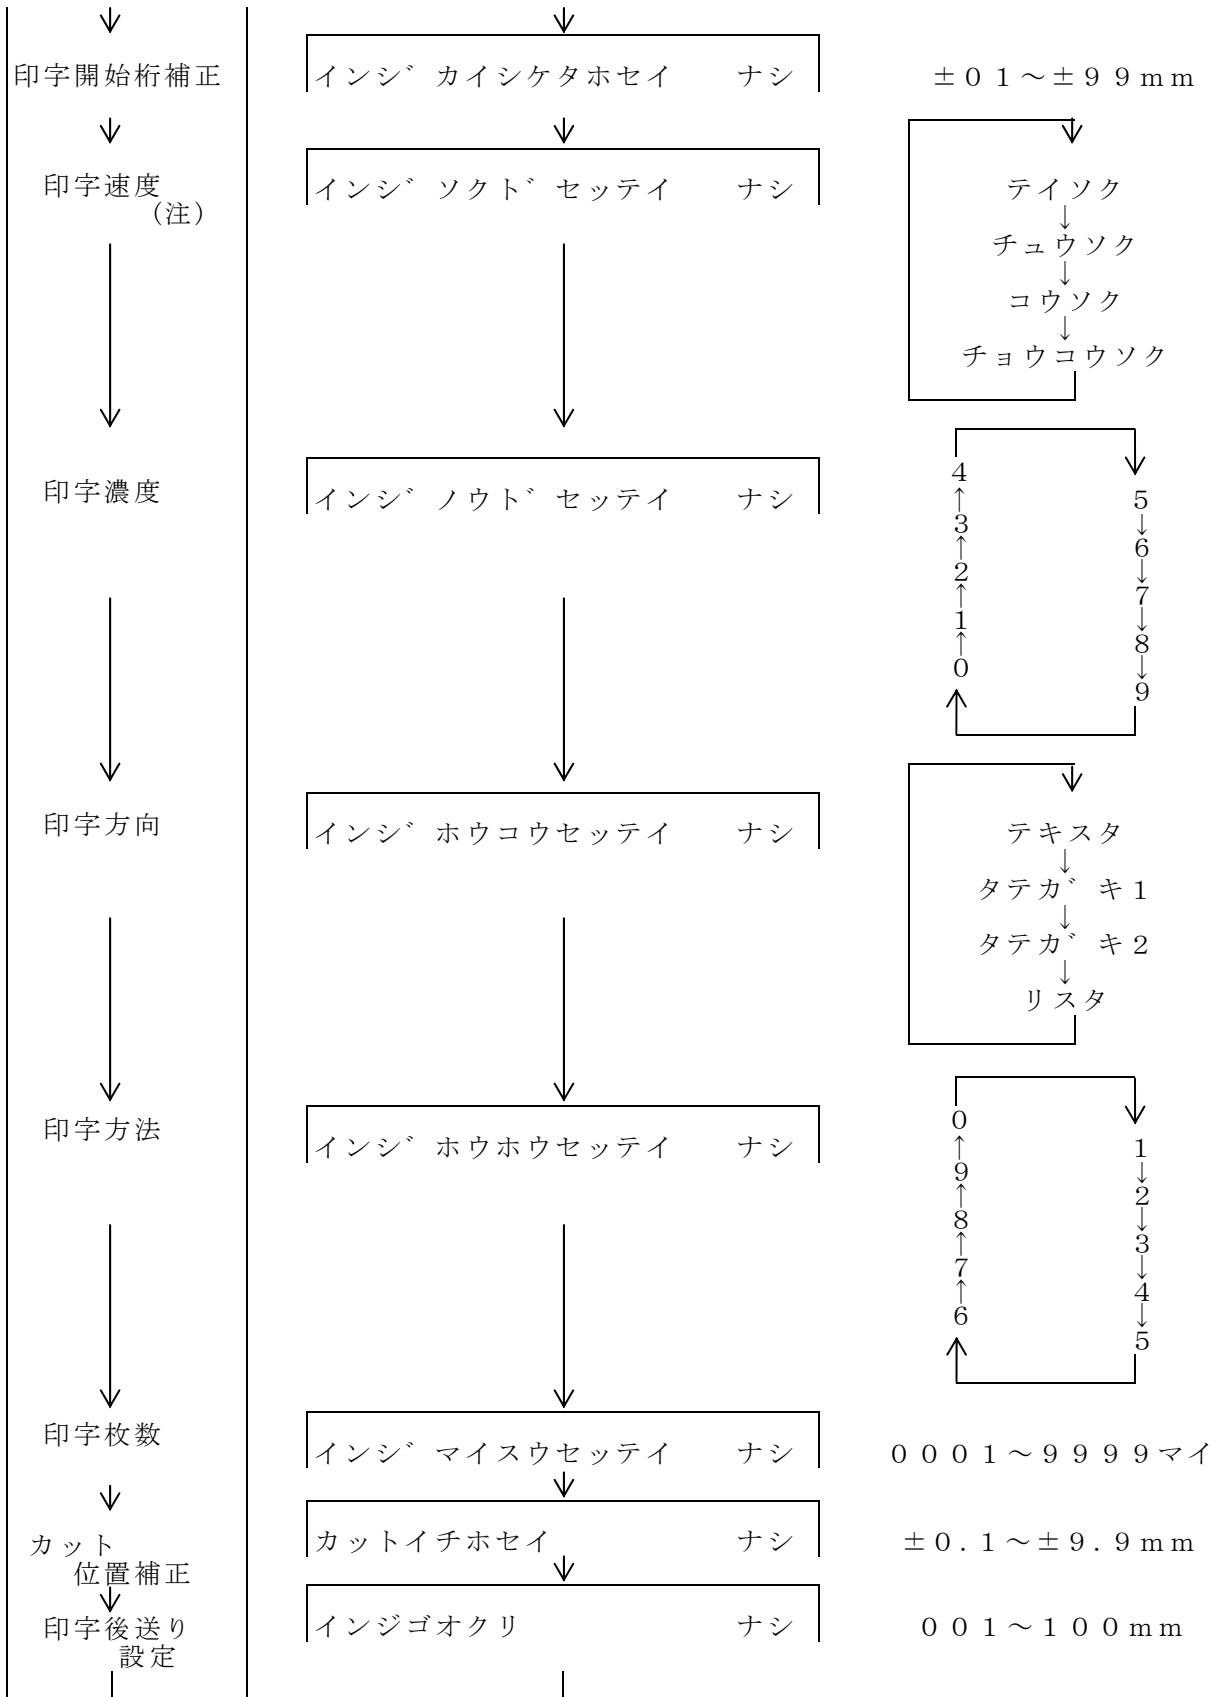 印字開始桁補正 インシ゛カイシケタホセイ ナシ ±０１～±９９mm
印字速度 インシ゛ソクト゛セッテイ ナシ テイソク
（注）
↓
チュウソク
↓
コウソク
↓
チョウコウソク
印字濃度 インシ゛ノウト゛セッテイ ナシ
4↑3↑2↑1↑0
5↓6↓7↓8↓9
印字方向 インシ゛ホウコウセッテイ ナシ テキスタ
↓
タテカ゛キ１
↓
タテカ゛キ２
↓
リスタ
印字方法 インシ゛ホウホウセッテイ ナシ
0↑9↑8↑7↑6
1↓2↓3↓4↓5
印字枚数 インシ゛マイスウセッテイ ナシ ０００１～９９９９マイ
カット カットイチホセイ ナシ ±０．１～±９．９mm
位置補正
印字後送り インジゴオクリ ナシ ００１～１００mm
設定